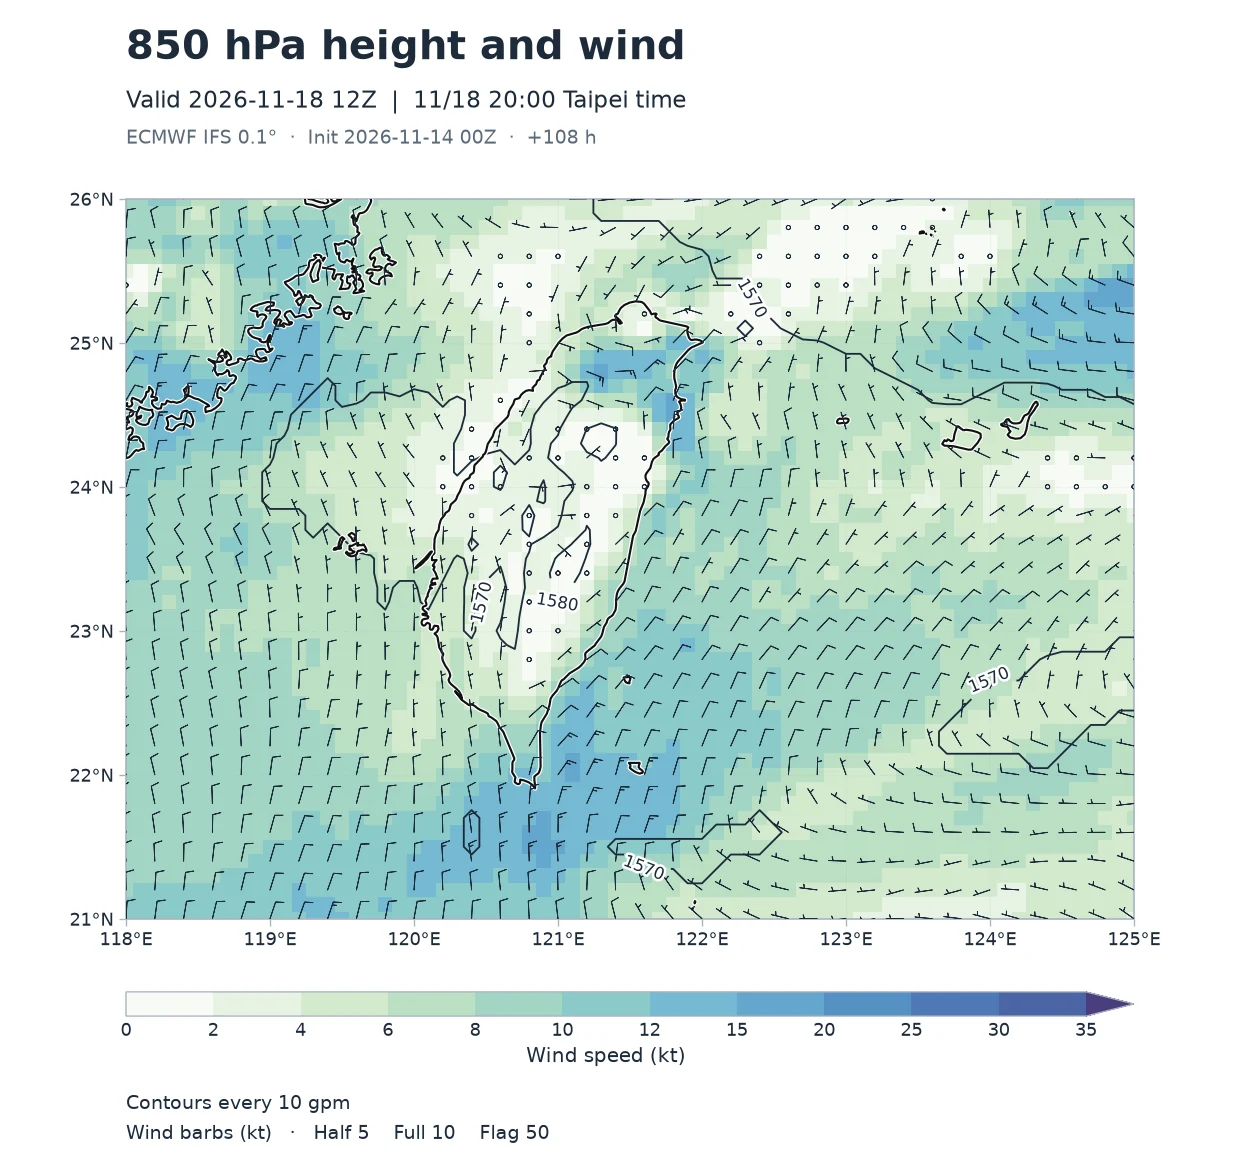 850 hPa height and wind
Valid 2026-11-18 12Z | 11/18 20:00 Taipei time
ECMWF IFS 0.1° · Init 2026-11-14 00Z · +108 h
26°N
25°N
24°N
23°N
22°N
21°N
1570
1570
1580
1570
1570
118°E 119°E 120°E 121°E 122°E 123°E 124°E 125°E
0 2 4 6 8 10 12 15 20 25 30 35
Wind speed (kt)
Contours every 10 gpm
Wind barbs (kt) · Half 5 Full 10 Flag 50